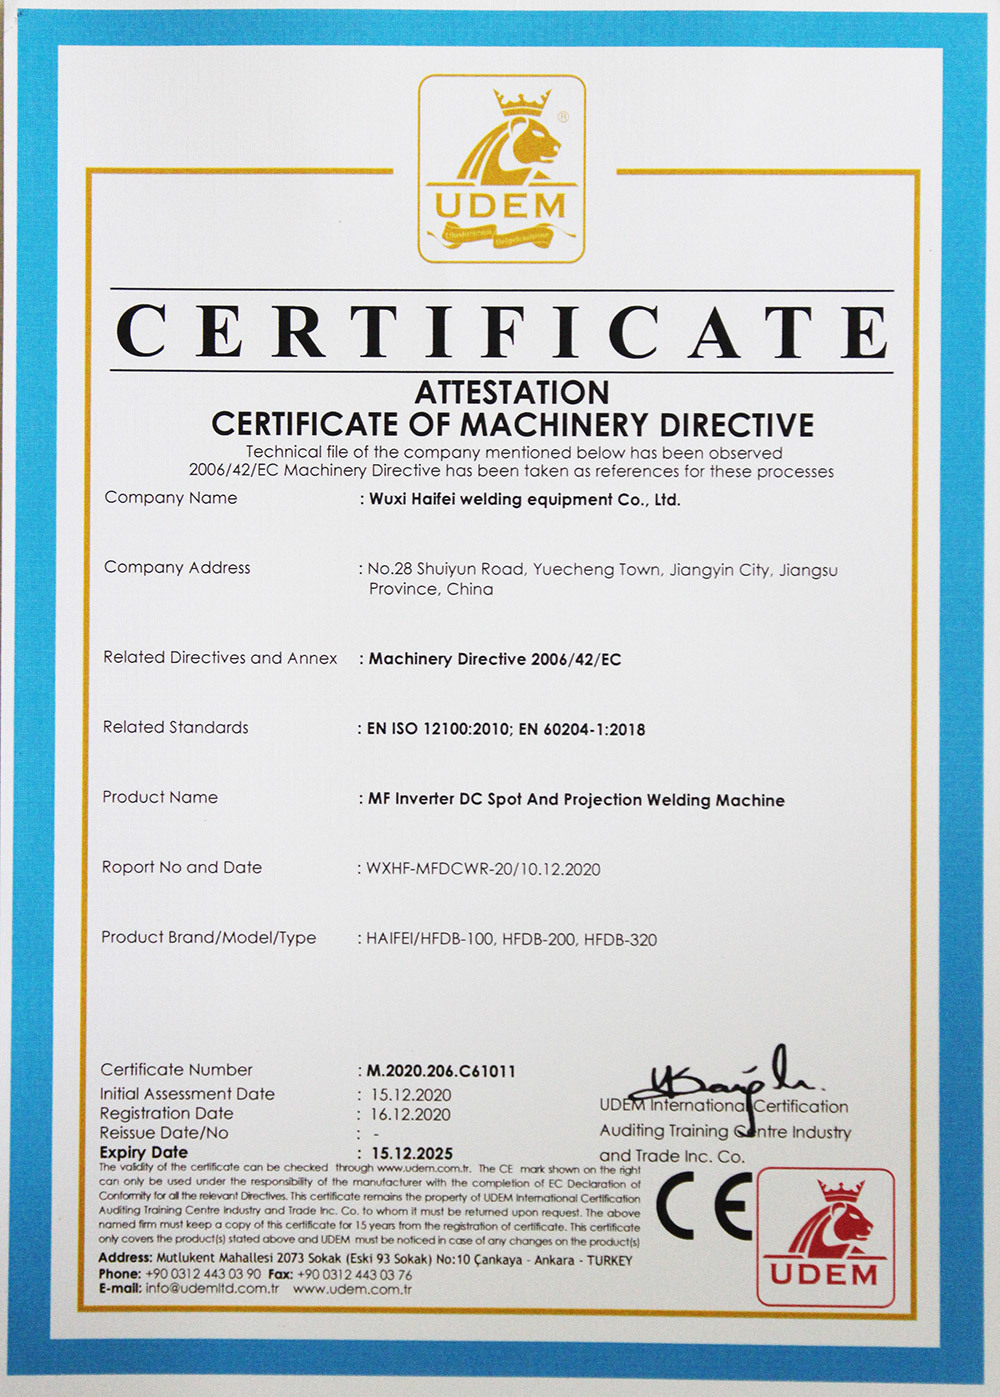 ®
UDEM
CERTIFICATE
ATTESTATION
CERTIFICATE OF MACHINERY DIRECTIVE
Technical file of the company mentioned below has been observed
2006/42/EC Machinery Directive has been taken as references for these processes
Company Name : Wuxi Haifei welding equipment Co., Ltd.
Company Address : No.28 Shuiyun Road, Yuecheng Town, Jiangyin City, Jiangsu
Province, China
Related Directives and Annex : Machinery Directive 2006/42/EC
Related Standards : EN ISO 12100:2010; EN 60204-1:2018
Product Name : MF Inverter DC Spot And Projection Welding Machine
Roport No and Date : WXHF-MFDCWR-20/10.12.2020
Product Brand/Model/Type : HAIFEI/HFDB-100, HFDB-200, HFDB-320
Certificate Number : M.2020.206.C61011
Initial Assessment Date : 15.12.2020
Registration Date : 16.12.2020
Reissue Date/No : -
Expiry Date : 15.12.2025
UDEM International Certification
Auditing Training Centre Industry
and Trade Inc. Co.
The validity of the certificate can be checked through www.udem.com.tr. The CE mark shown on the right
can only be used under the responsibility of the manufacturer with the completion of EC Declaration of
Conformity for all the relevant Directives. This certificate remains the property of UDEM International Certification
Auditing Training Centre Industry and Trade Inc. Co. to whom it must be returned upon request. The above
named firm must keep a copy of this certificate for 15 years from the registration of certificate. This certificate
only covers the product(s) stated above and UDEM must be noticed in case of any changes on the product(s)
Address: Mutlukent Mahallesi 2073 Sokak (Eski 93 Sokak) No:10 Çankaya - Ankara - TURKEY
Phone: +90 0312 443 03 90 Fax: +90 0312 443 03 76
E-mail: info@udemltd.com.tr www.udem.com.tr
CE
UDEM